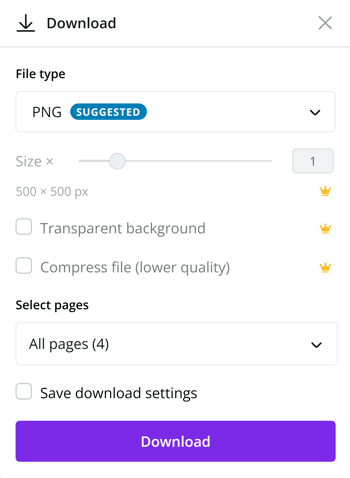 Download
File type
PNG SUGGESTED
Size × 1
500 × 500 px
Transparent background
Compress file (lower quality)
Select pages
All pages (4)
Save download settings
Download